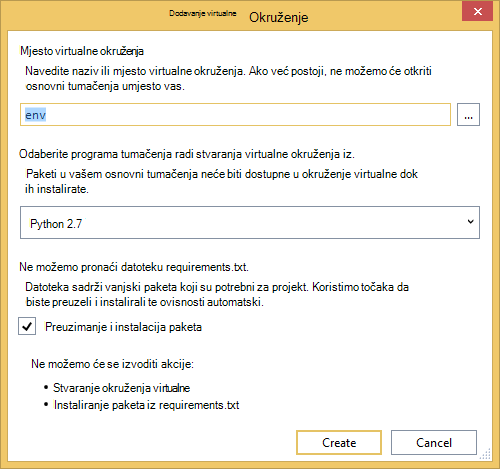 Dodavanje virtualne Okruženje
Mjesto virtualne okruženja
Navedite naziv ili mjesto virtualne okruženja. Ako već postoji, ne možemo će otkriti
osnovni tumačenja umjesto vas.
env
...
Odaberite programa tumačenja radi stvaranja virtualne okruženja iz.
Paketi u vašem osnovni tumačenja neće biti dostupne u okruženje virtualne dok
ih instalirate.
Python 2.7
Ne možemo pronaći datoteku requirements.txt.
Datoteka sadrži vanjski paketa koji su potrebni za projekt. Koristimo točaka da
biste preuzeli i instalirali te ovisnosti automatski.
Preuzimanje i instalacija paketa
Ne možemo će se izvoditi akcije:
• Stvaranje okruženja virtualne
• Instaliranje paketa iz requirements.txt
Create
Cancel